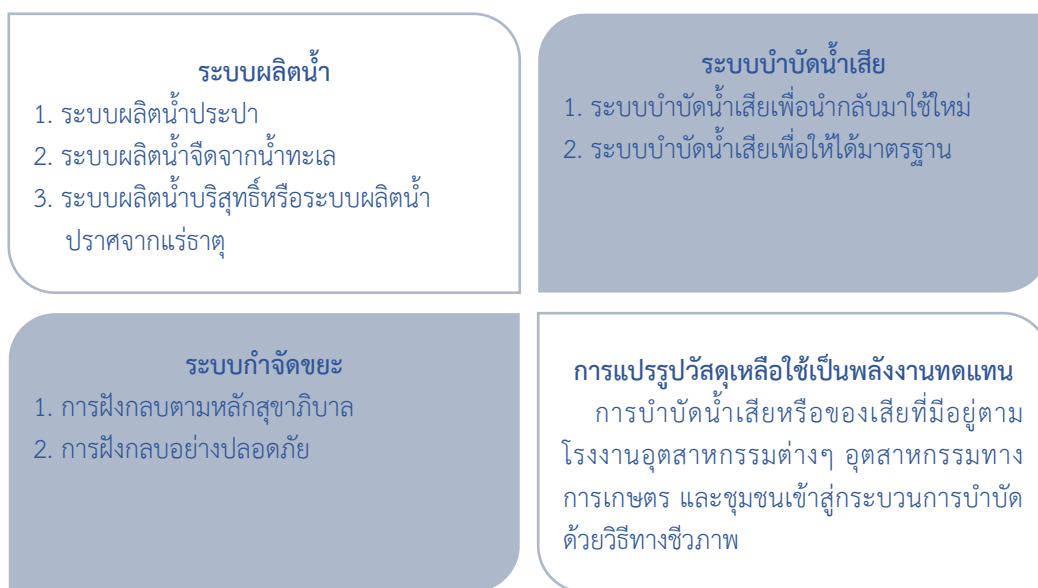 ระบบผลิตน้ำ
1. ระบบผลิตน้ำประปา
2. ระบบผลิตน้ำจืดจากน้ำทะเล
3. ระบบผลิตน้ำบริสุทธิ์หรือระบบผลิตน้ำ
ปราศจากแร่ธาตุ
ระบบบำบัดน้ำเสีย
1. ระบบบำบัดน้ำเสียเพื่อนำกลับมาใช้ใหม่
2. ระบบบำบัดน้ำเสียเพื่อให้ได้มาตรฐาน
ระบบกำจัดขยะ
1. การฝังกลบตามหลักสุขาภิบาล
2. การฝังกลบอย่างปลอดภัย
การแปรรูปวัสดุเหลือใช้เป็นพลังงานทดแทน
การบำบัดน้ำเสียหรือของเสียที่มีอยู่ตาม
โรงงานอุตสาหกรรมต่างๆ อุตสาหกรรมทาง
การเกษตร และชุมชนเข้าสู่กระบวนการบำบัด
ด้วยวิธีทางชีวภาพ